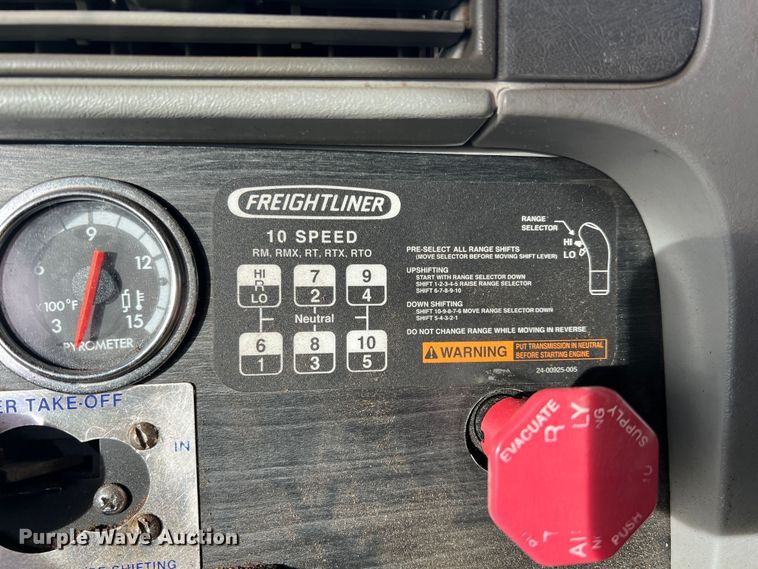 FREIGHTLINER
10 SPEED
RM, RMX, RT, RTX, RTO
HI
R
LO
7
2
9
4
Neutral
6
1
8
3
10
5
RANGE
SELECTOR
HI
LO
PRE-SELECT ALL RANGE SHIFTS
(MOVE SELECTOR BEFORE MOVING SHIFT LEVER)
UPSHIFTING
START WITH RANGE SELECTOR DOWN
SHIFT 1-2-3-4-5 RAISE RANGE SELECTOR
SHIFT 6-7-8-9-10
DOWN SHIFTING
SHIFT 10-9-8-7-6 MOVE RANGE SELECTOR DOWN
SHIFT 5-4-3-2-1
DO NOT CHANGE RANGE WHILE MOVING IN REVERSE
WARNING
PUT TRANSMISSION IN NEUTRAL
BEFORE STARTING ENGINE
24-00925-005
6
9
12
x100°F
3
15
PYROMETER
TAKE-OFF
IN
SHIFTING
EVACUATE
SUPPLY
PUSH
Purple Wave Auction